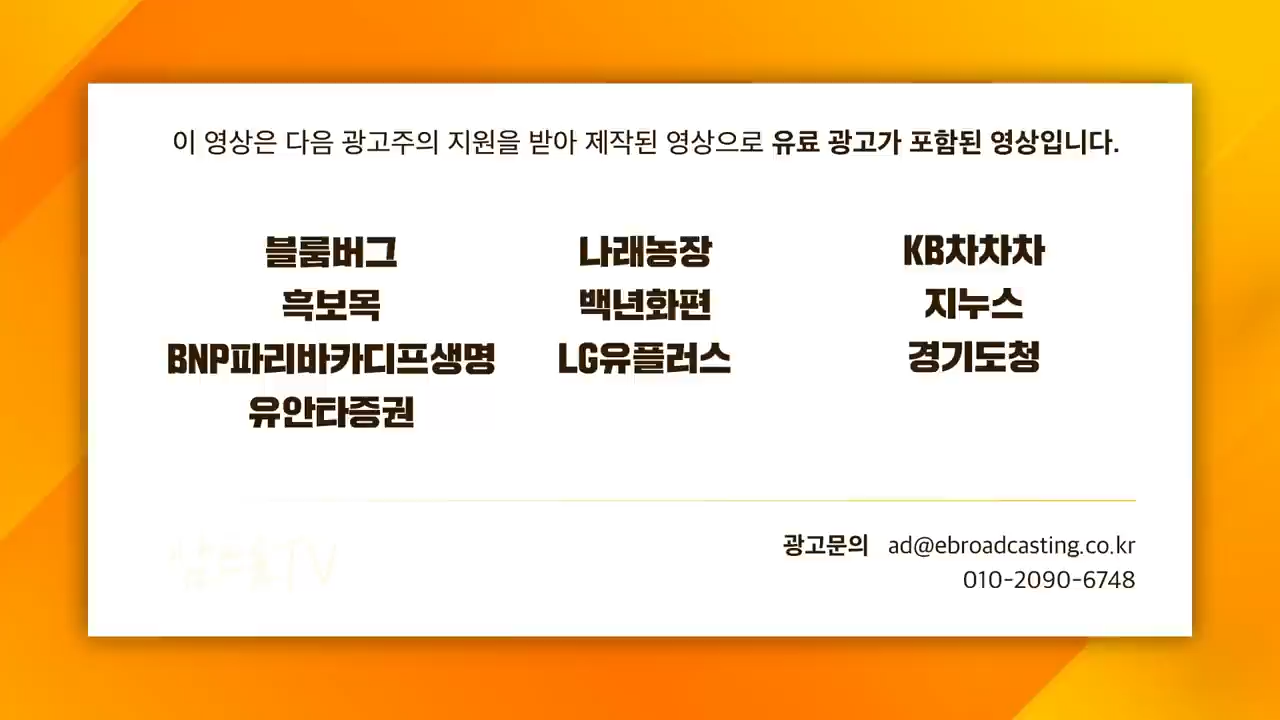 이 영상은 다음 광고주의 지원을 받아 제작된 영상으로 유료 광고가 포함된 영상입니다.
블룸버그 나래농장 KB차차차
흑보목 백년화편 지누스
BNP파리바카디프생명 LG유플러스 경기도청
유안타증권
광고문의 ad@ebroadcasting.co.kr
010-2090-6748